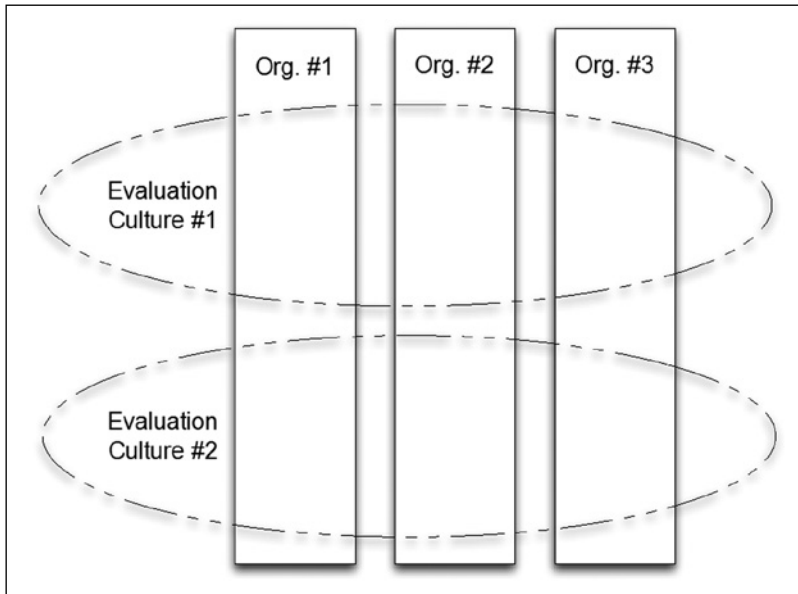 Org. #1
Org. #2
Org. #3
Evaluation
Culture #1
Evaluation
Culture #2